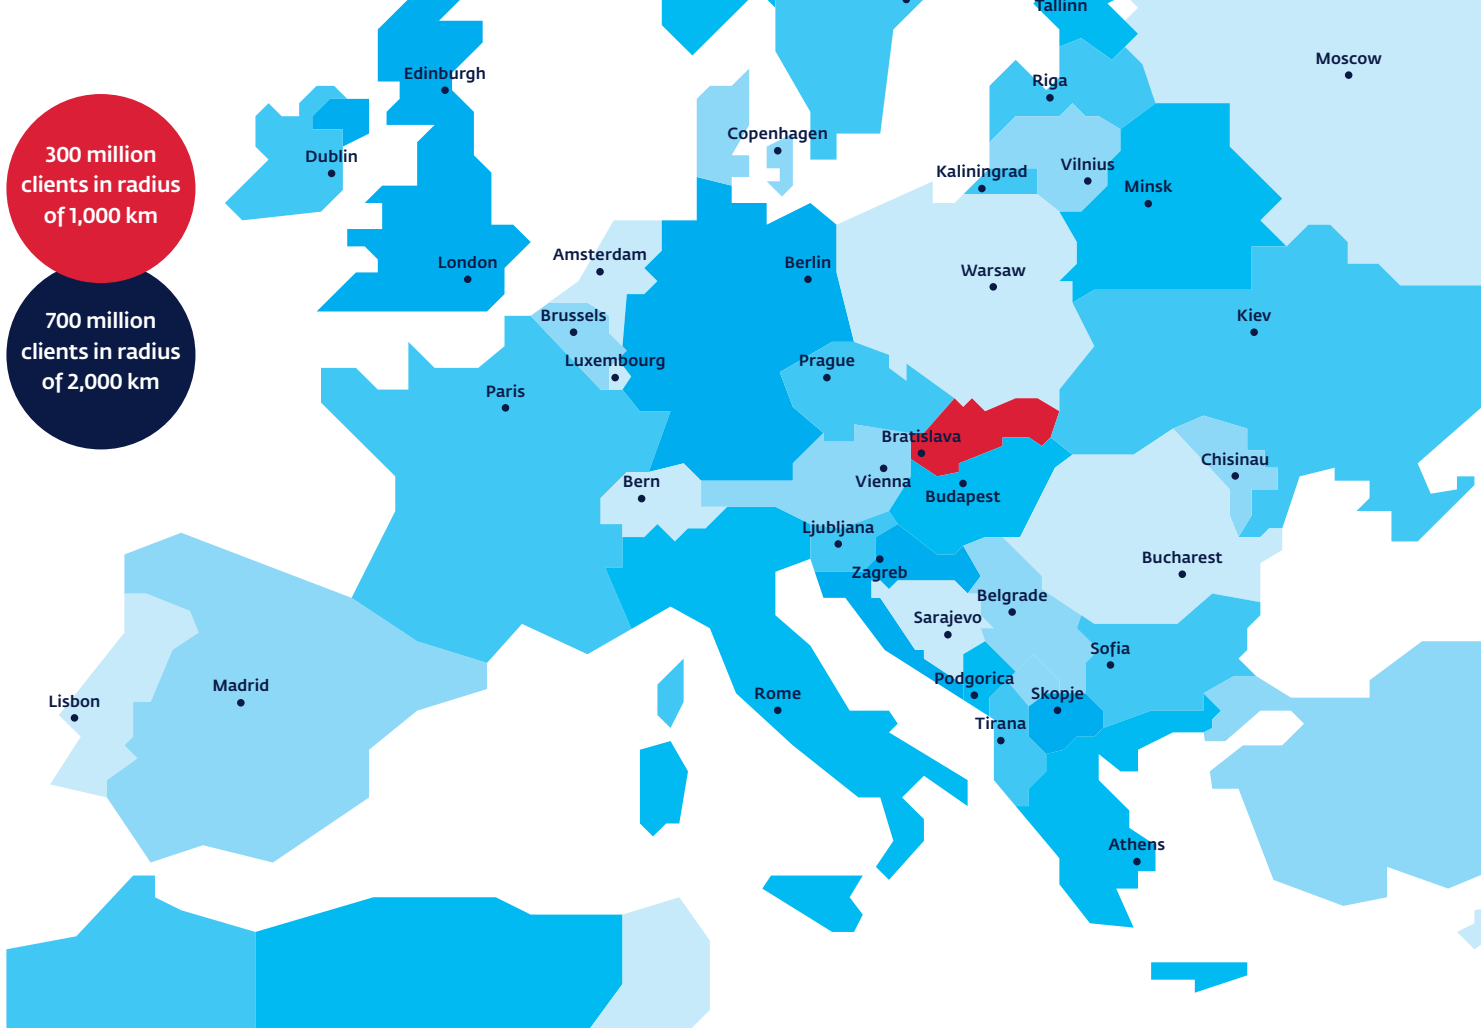 Tallinn
Moscow
Edinburgh
Riga
Copenhagen
300 million
clients in radius
of 1,000 km
Dublin
Vilnius
Kaliningrad
Minsk
Amsterdam
London
Berlin
Warsaw
700 million
clients in radius
of 2,000 km
Brussels
Kiev
Luxembourg
Prague
Paris
Bratislava
Chisinau
Bern
Vienna
Budapest
Ljubljana
Bucharest
Zagreb
Belgrade
Sarajevo
Sofia
Podgorica
Madrid
Skopje
Rome
Lisbon
Tirana
Athens